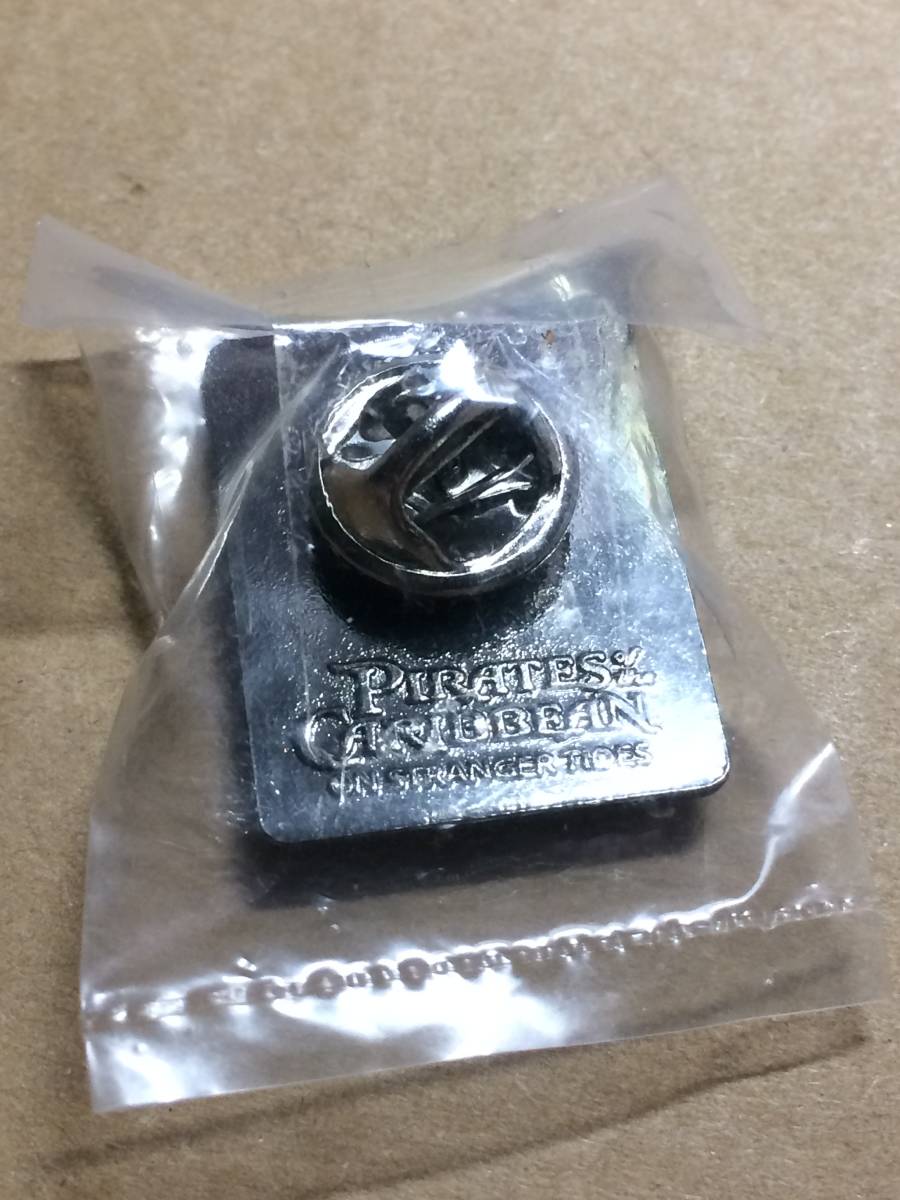 PIRATES of the
CARIBBEAN
ON STRANGER TIDES